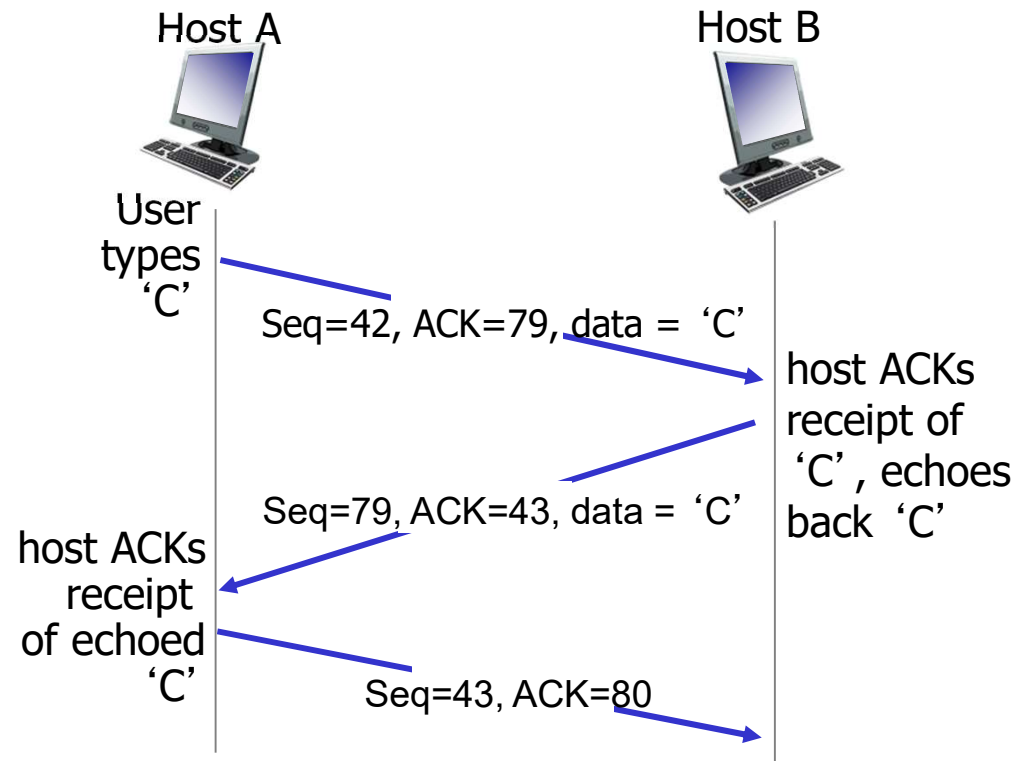 Host A
Host B
User
types
‘C’
Seq=42, ACK=79, data = ‘C’
host ACKs
receipt of
‘C’, echoes
back ‘C’
Seq=79, ACK=43, data = ‘C’
host ACKs
receipt
of echoed
‘C’
Seq=43, ACK=80